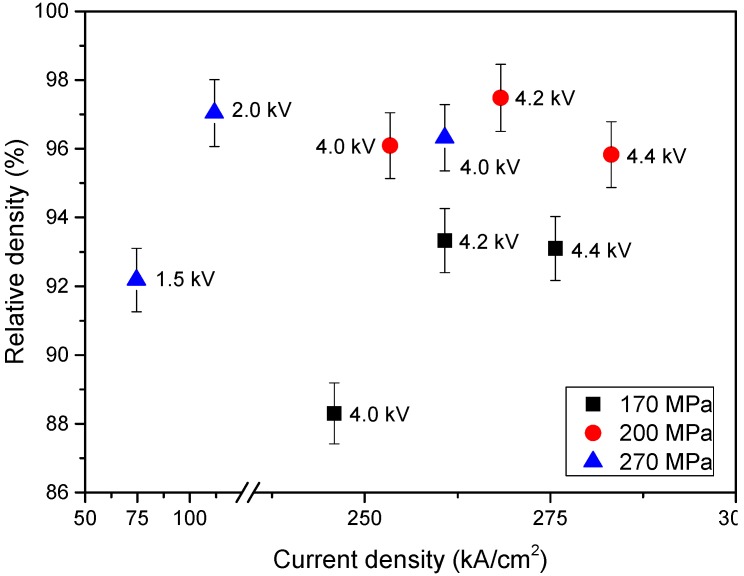 100
98
96
94
92
90
88
86
Relative density (%)
2.0 kV
4.2 kV
4.0 kV
4.0 kV
4.4 kV
4.2 kV
4.4 kV
1.5 kV
4.0 kV
170 MPa
200 MPa
270 MPa
50 75 100 250 275 30
Current density (kA/cm²)